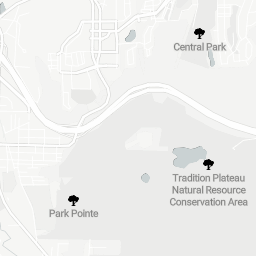 Central Park
Tradition Plateau
Natural Resource
Conservation Area
Park Pointe